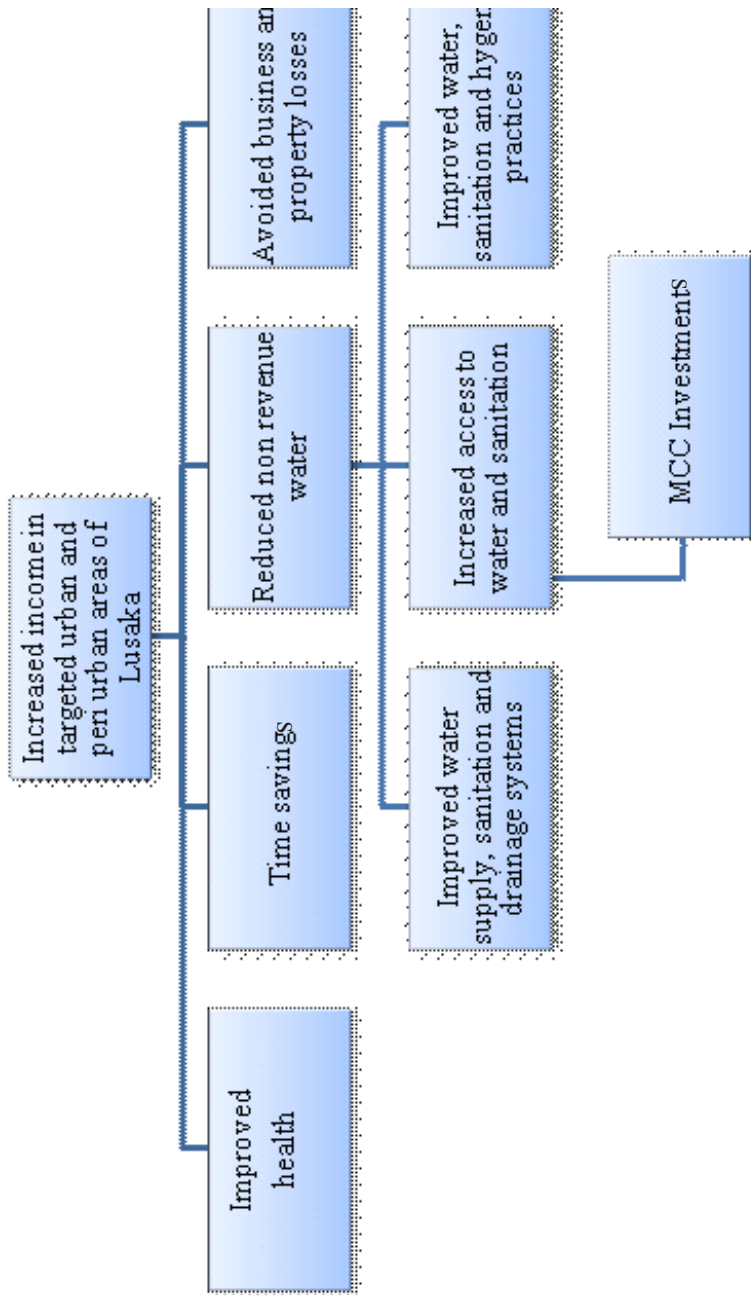 Increased income in
targeted urban and
peri urban areas of
Lusaka
Improved
health
Time savings
Reduced non revenue
water
Avoided business an
property losses
Improved water
supply, sanitation and
drainage systems
Increased access to
water and sanitation
Improved water,
sanitation and
practices
MCC Investments